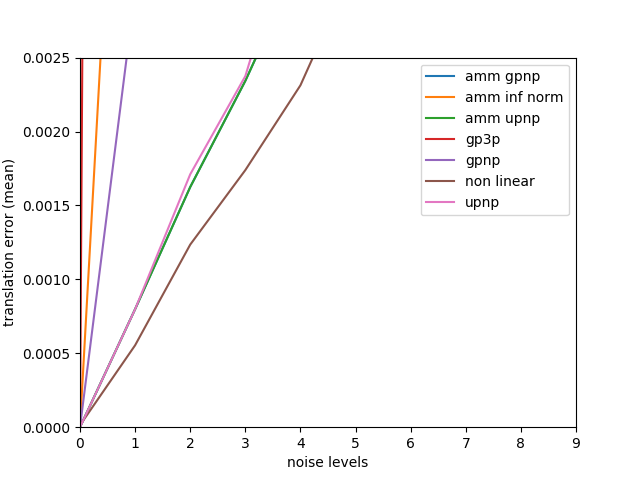 0.0025
0.0020
0.0015
0.0010
0.0005
0.0000
translation error (mean)
0 1 2 3 4 5 6 7 8 9
noise levels
amm gpnp
amm inf norm
amm upnp
gp3p
gpnp
non linear
upnp